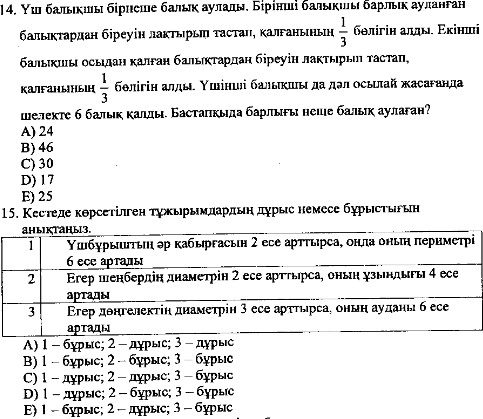 14. Үш балықшы бірнеше балық аулады. Бірінші балықшы барлық ауланған
балықтардан біреуін лақтырып тастап, қалғанының 1/3 бөлігін алды. Екінші
балықшы осыдан қалған балықтардан біреуін лақтырып тастап,
қалғанының 1/3 бөлігін алды. Үшінші балықшы да дәл осылай жасағанда
шелекте 6 балық қалды. Бастапқыда барлығы неше балық аулаған?
A) 24
B) 46
C) 30
D) 17
E) 25
15. Кестеде көрсетілген тұжырымдардың дұрыс немесе бұрыстығын
анықтаңыз.
1 Үшбұрыштың әр қабырғасын 2 есе арттырса, онда оның периметрі
6 есе артады
2 Егер шеңбердің диаметрін 2 есе арттырса, оның ұзындығы 4 есе
артады
3 Егер дөңгелектің диаметрін 3 есе арттырса, оның ауданы 6 есе
артады
A) 1 – бұрыс; 2 – дұрыс; 3 – дұрыс
B) 1 – бұрыс; 2 – бұрыс; 3 – бұрыс
C) 1 – дұрыс; 2 – дұрыс; 3 – бұрыс
D) 1 – дұрыс; 2 – бұрыс; 3 – дұрыс
E) 1 – бұрыс; 2 – дұрыс; 3 – бұрыс